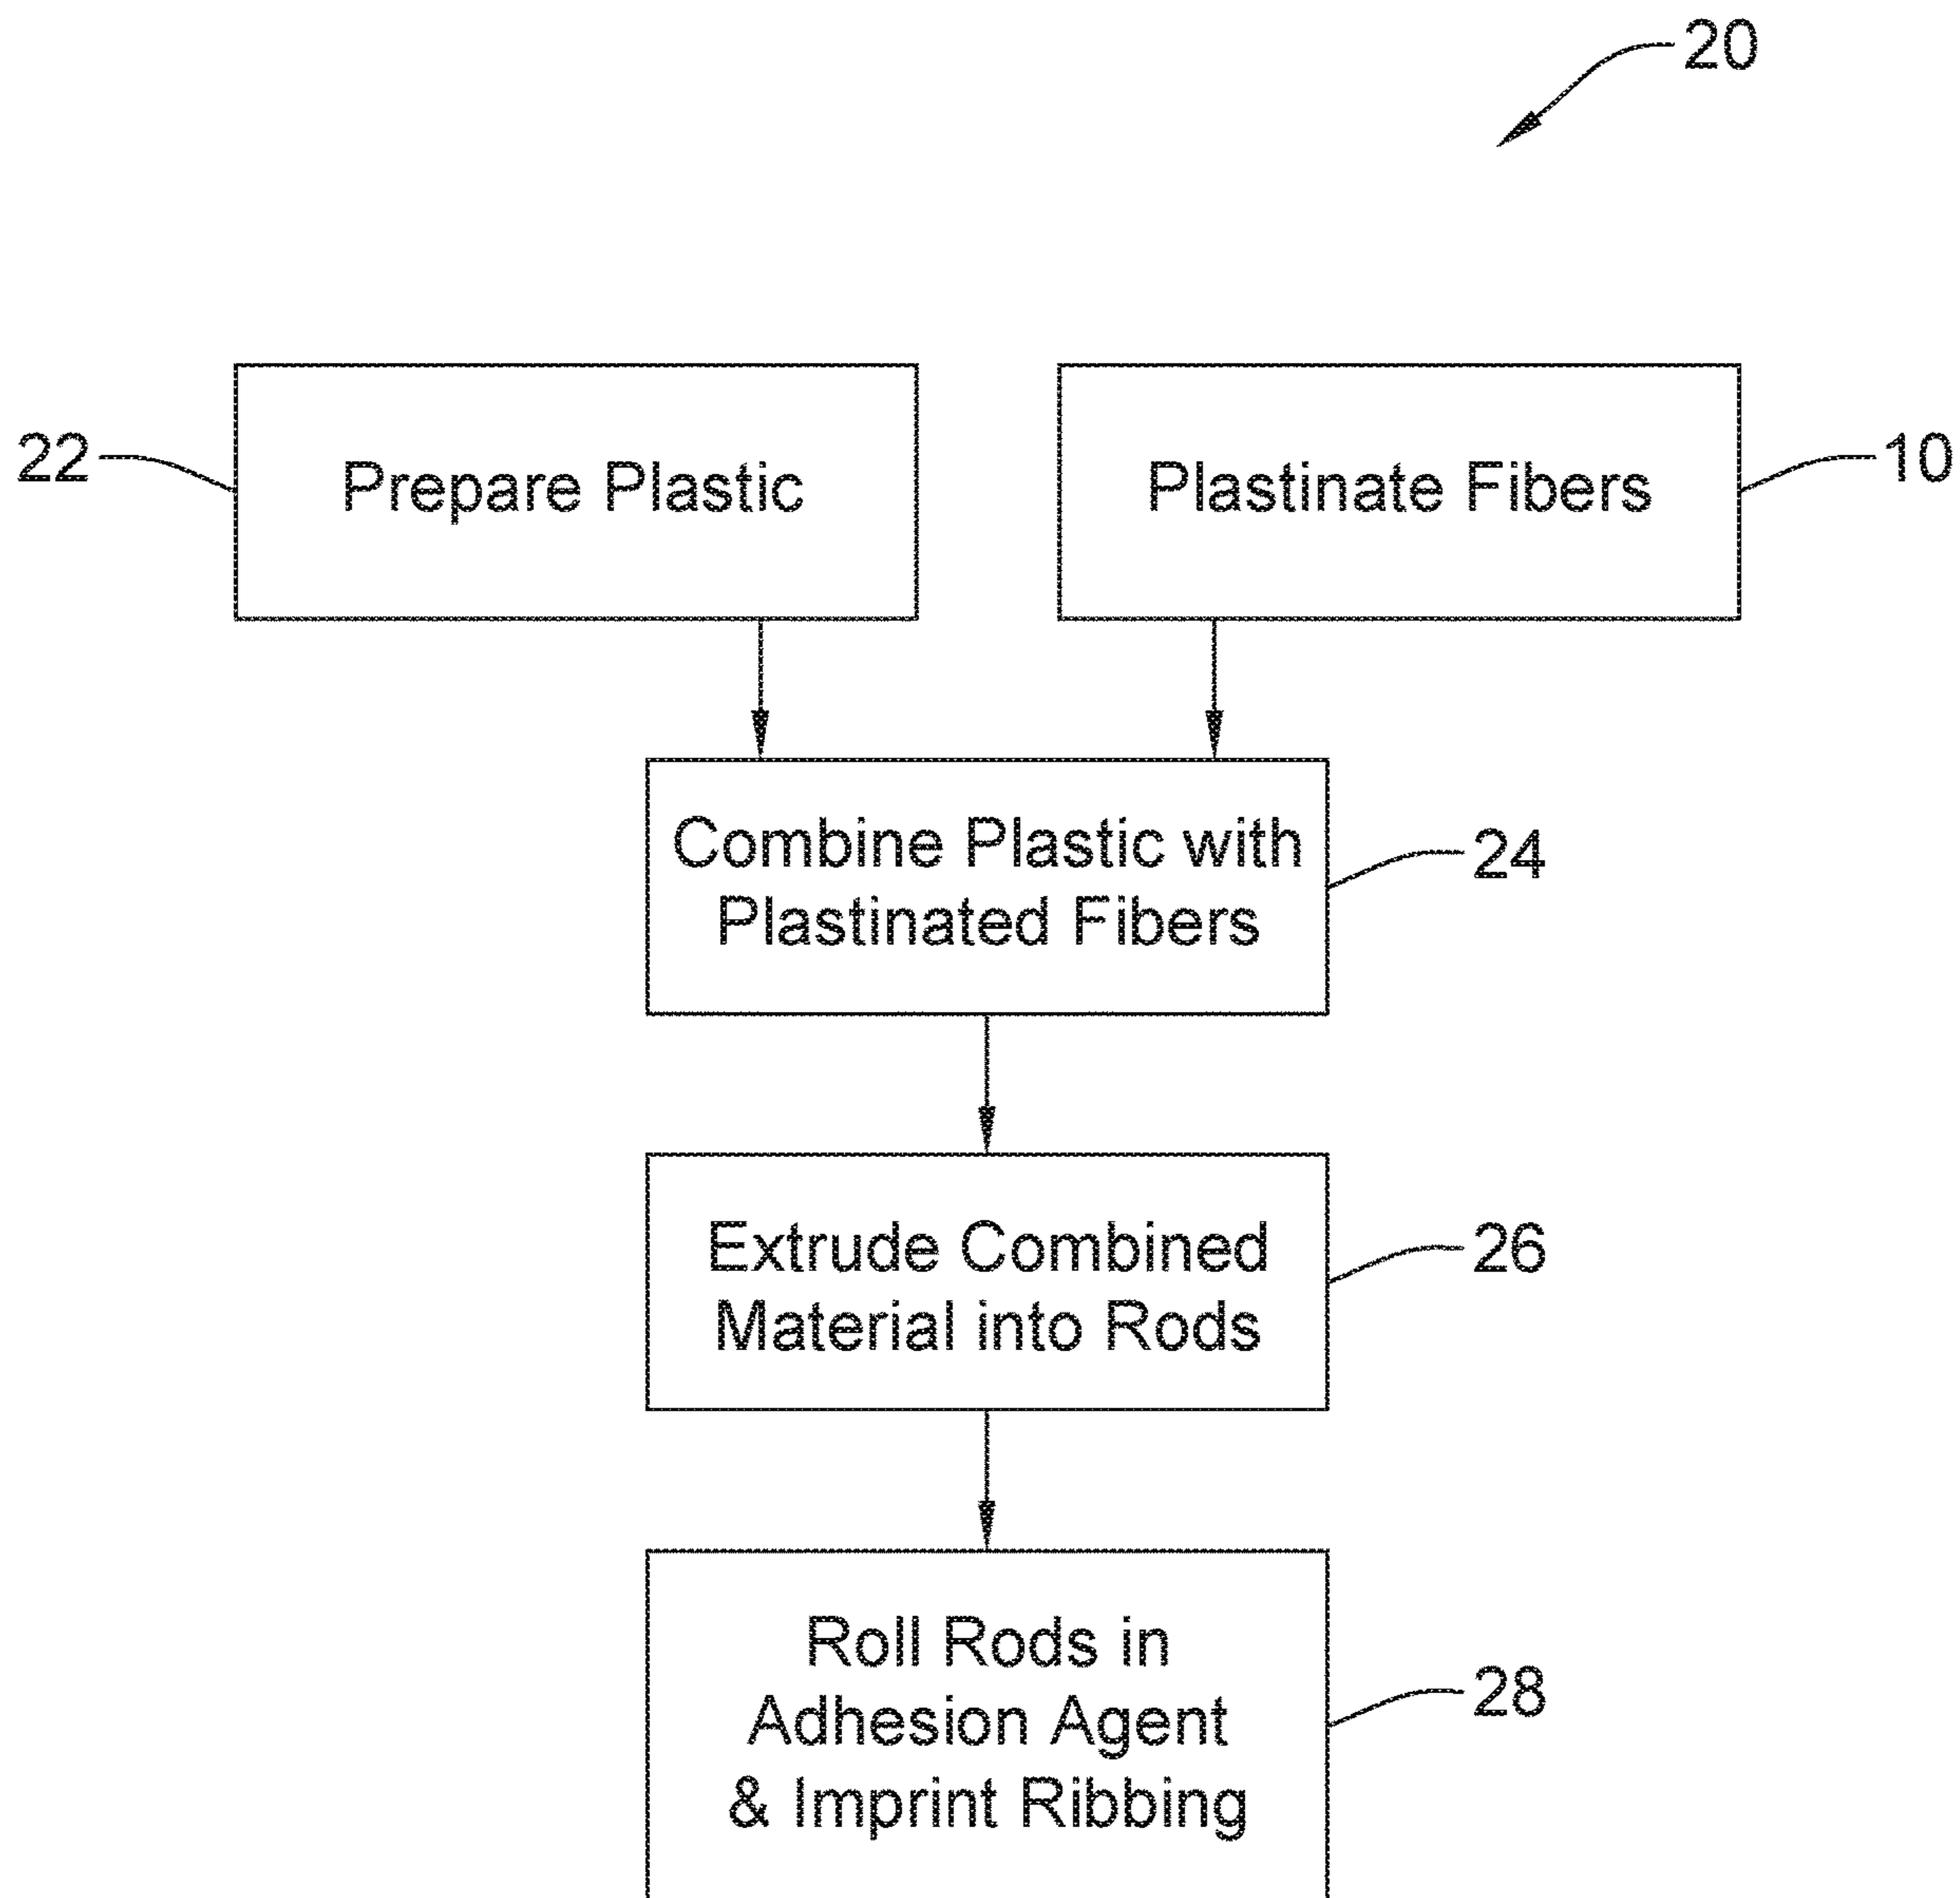 20
22
Prepare Plastic
Plastinate Fibers
10
Combine Plastic with
Plastinated Fibers
24
Extrude Combined
Material into Rods
26
Roll Rods in
Adhesion Agent
& Imprint Ribbing
28